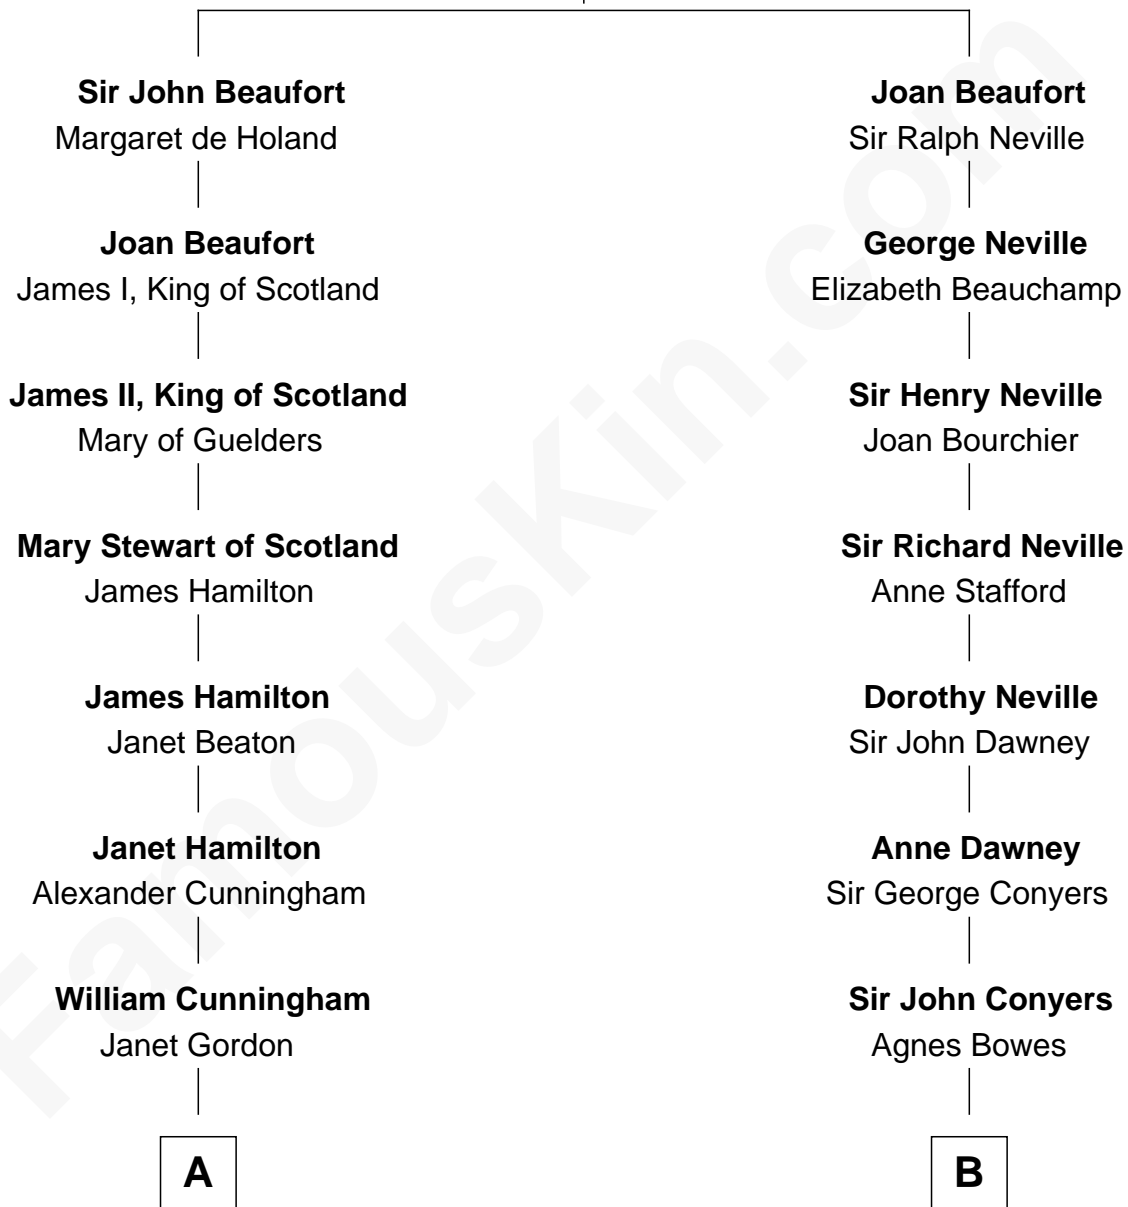 Sir John Beaufort
Margaret de Holand
Joan Beaufort
James I, King of Scotland
James II, King of Scotland
Mary of Guelders
Mary Stewart of Scotland
James Hamilton
James Hamilton
Janet Beaton
Janet Hamilton
Alexander Cunningham
William Cunningham
Janet Gordon
A
Joan Beaufort
Sir Ralph Neville
George Neville
Elizabeth Beauchamp
Sir Henry Neville
Joan Bourchier
Sir Richard Neville
Anne Stafford
Dorothy Neville
Sir John Dawney
Anne Dawney
Sir George Conyers
Sir John Conyers
Agnes Bowes
B
FamousKin.com